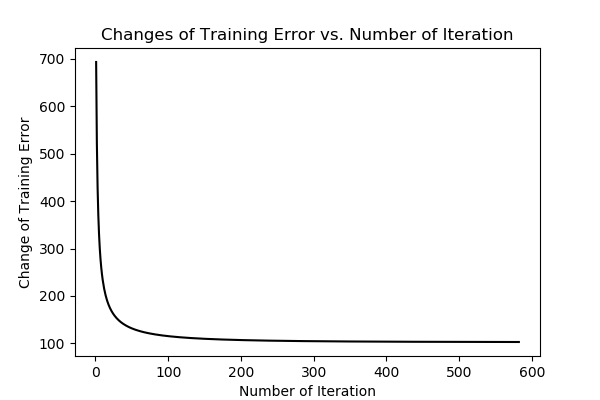 Changes of Training Error vs. Number of Iteration
700
600
500
400
300
200
100
Change of Training Error
0 100 200 300 400 500 600
Number of Iteration